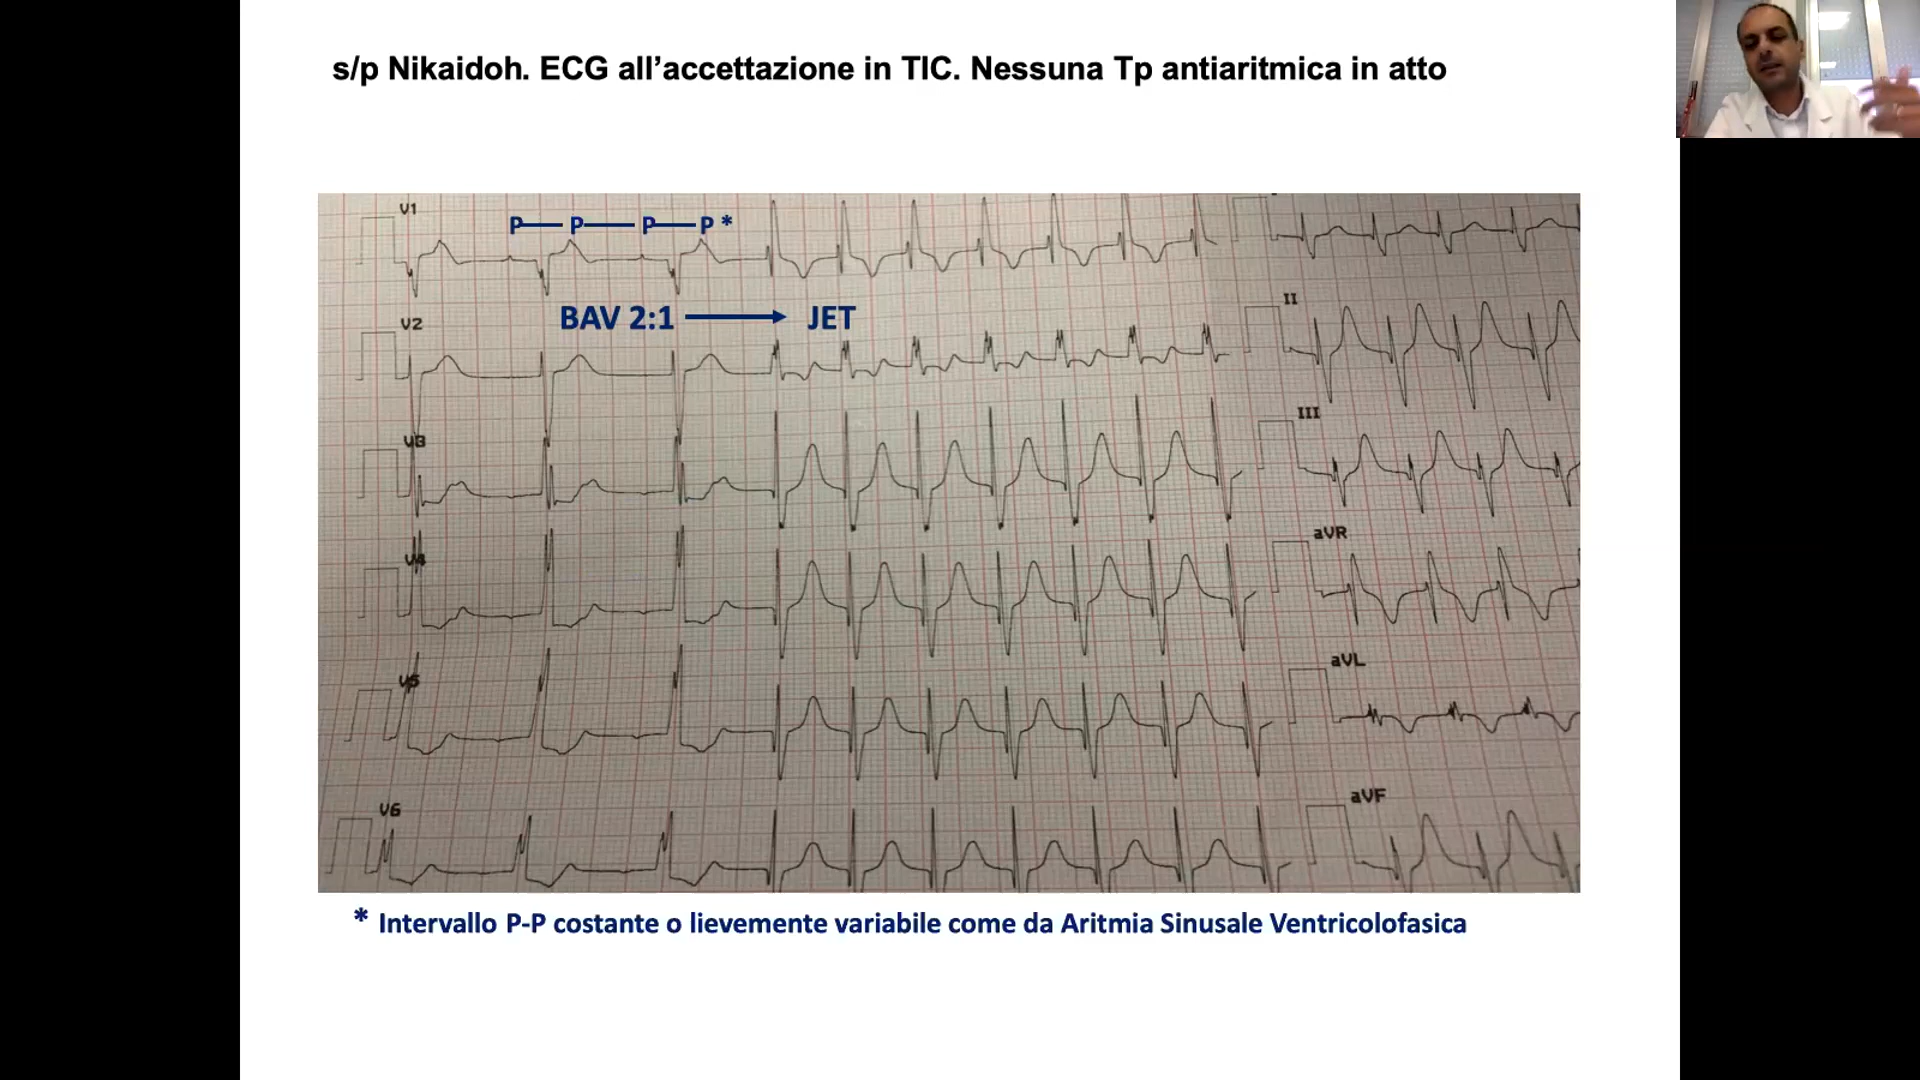 s/p Nikaidoh. ECG all’accettazione in TIC. Nessuna Tp antiaritmica in atto
V1
P P P P *
II
BAV 2:1 JET
V2
III
V3
aVR
V4
aVL
V5
aVF
V6
* Intervallo P-P costante o lievemente variabile come da Aritmia Sinusale Ventricolofasica